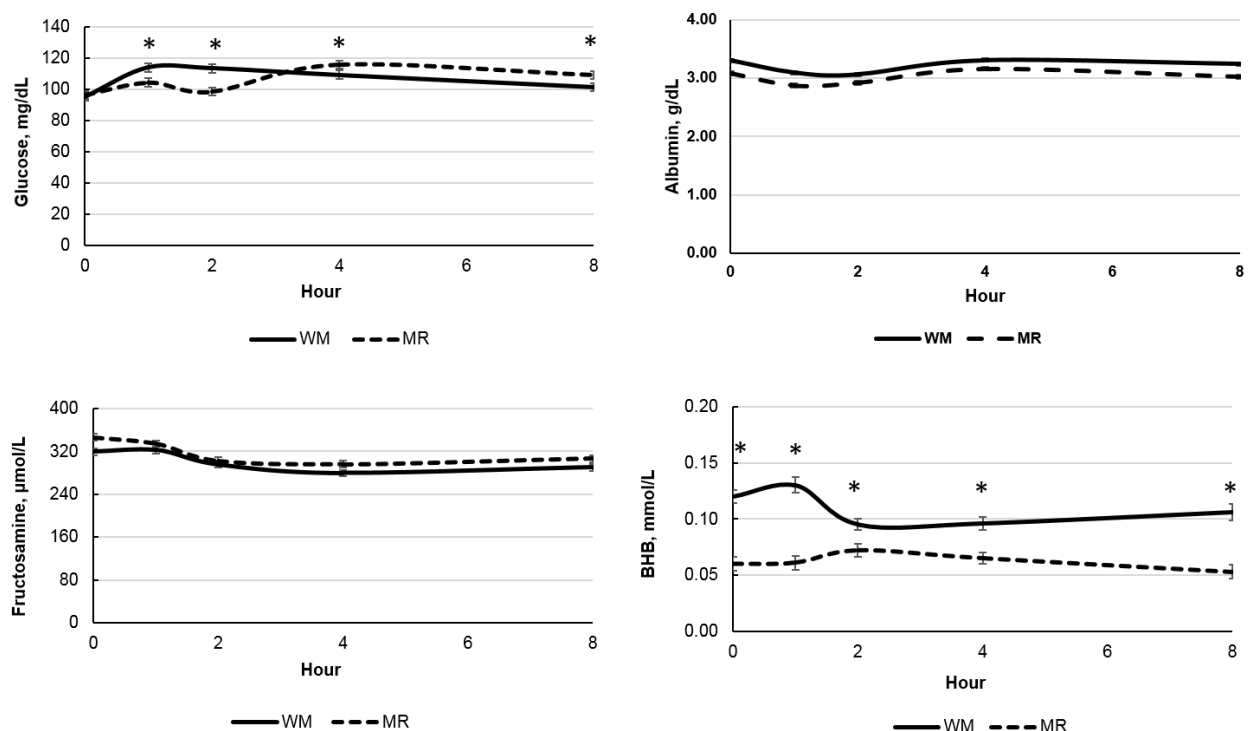 Glucose, mg/dL
140
120
100
80
60
40
20
0
* * * *
0 2 4 6 8
Hour
WM MR
Albumin, g/dL
4.00
3.00
2.00
1.00
0.00
0 2 4 6 8
Hour
WM MR
Fructosamine, µmol/L
400
320
240
160
80
0
0 2 4 6 8
Hour
WM MR
BHB, mmol/L
0.20
0.15
0.10
0.05
0.00
* * * * *
0 2 4 6 8
Hour
WM MR